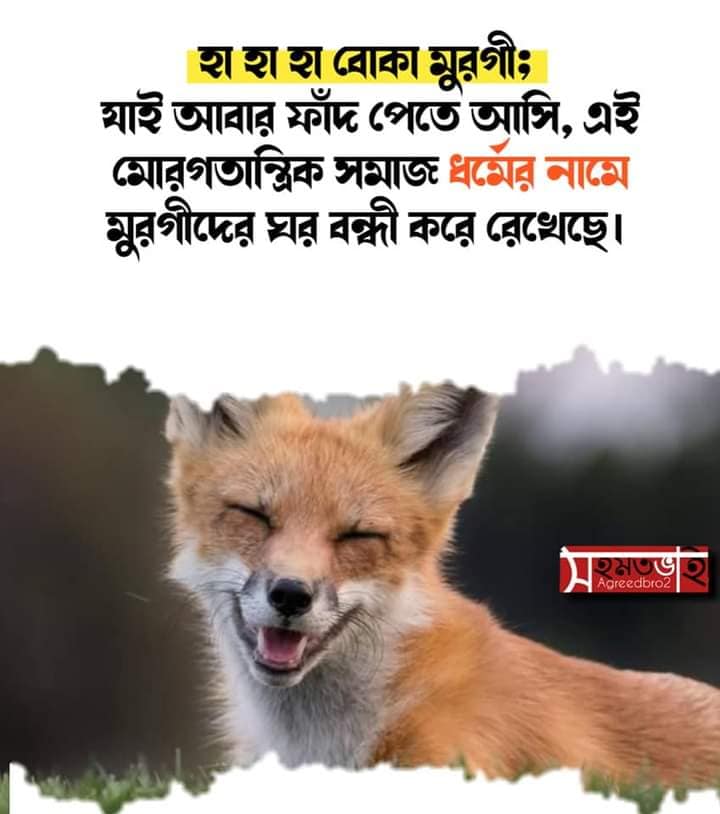 হা হা হা বোকা মুরগী;
যাই আবার ফাঁদ পেতে আসি, এই
মোরগতান্ত্রিক সমাজ ধর্মের নামে
মুরগীদের ঘর বন্ধী করে রেখেছে।
সহমতভাই
Agreedbro2